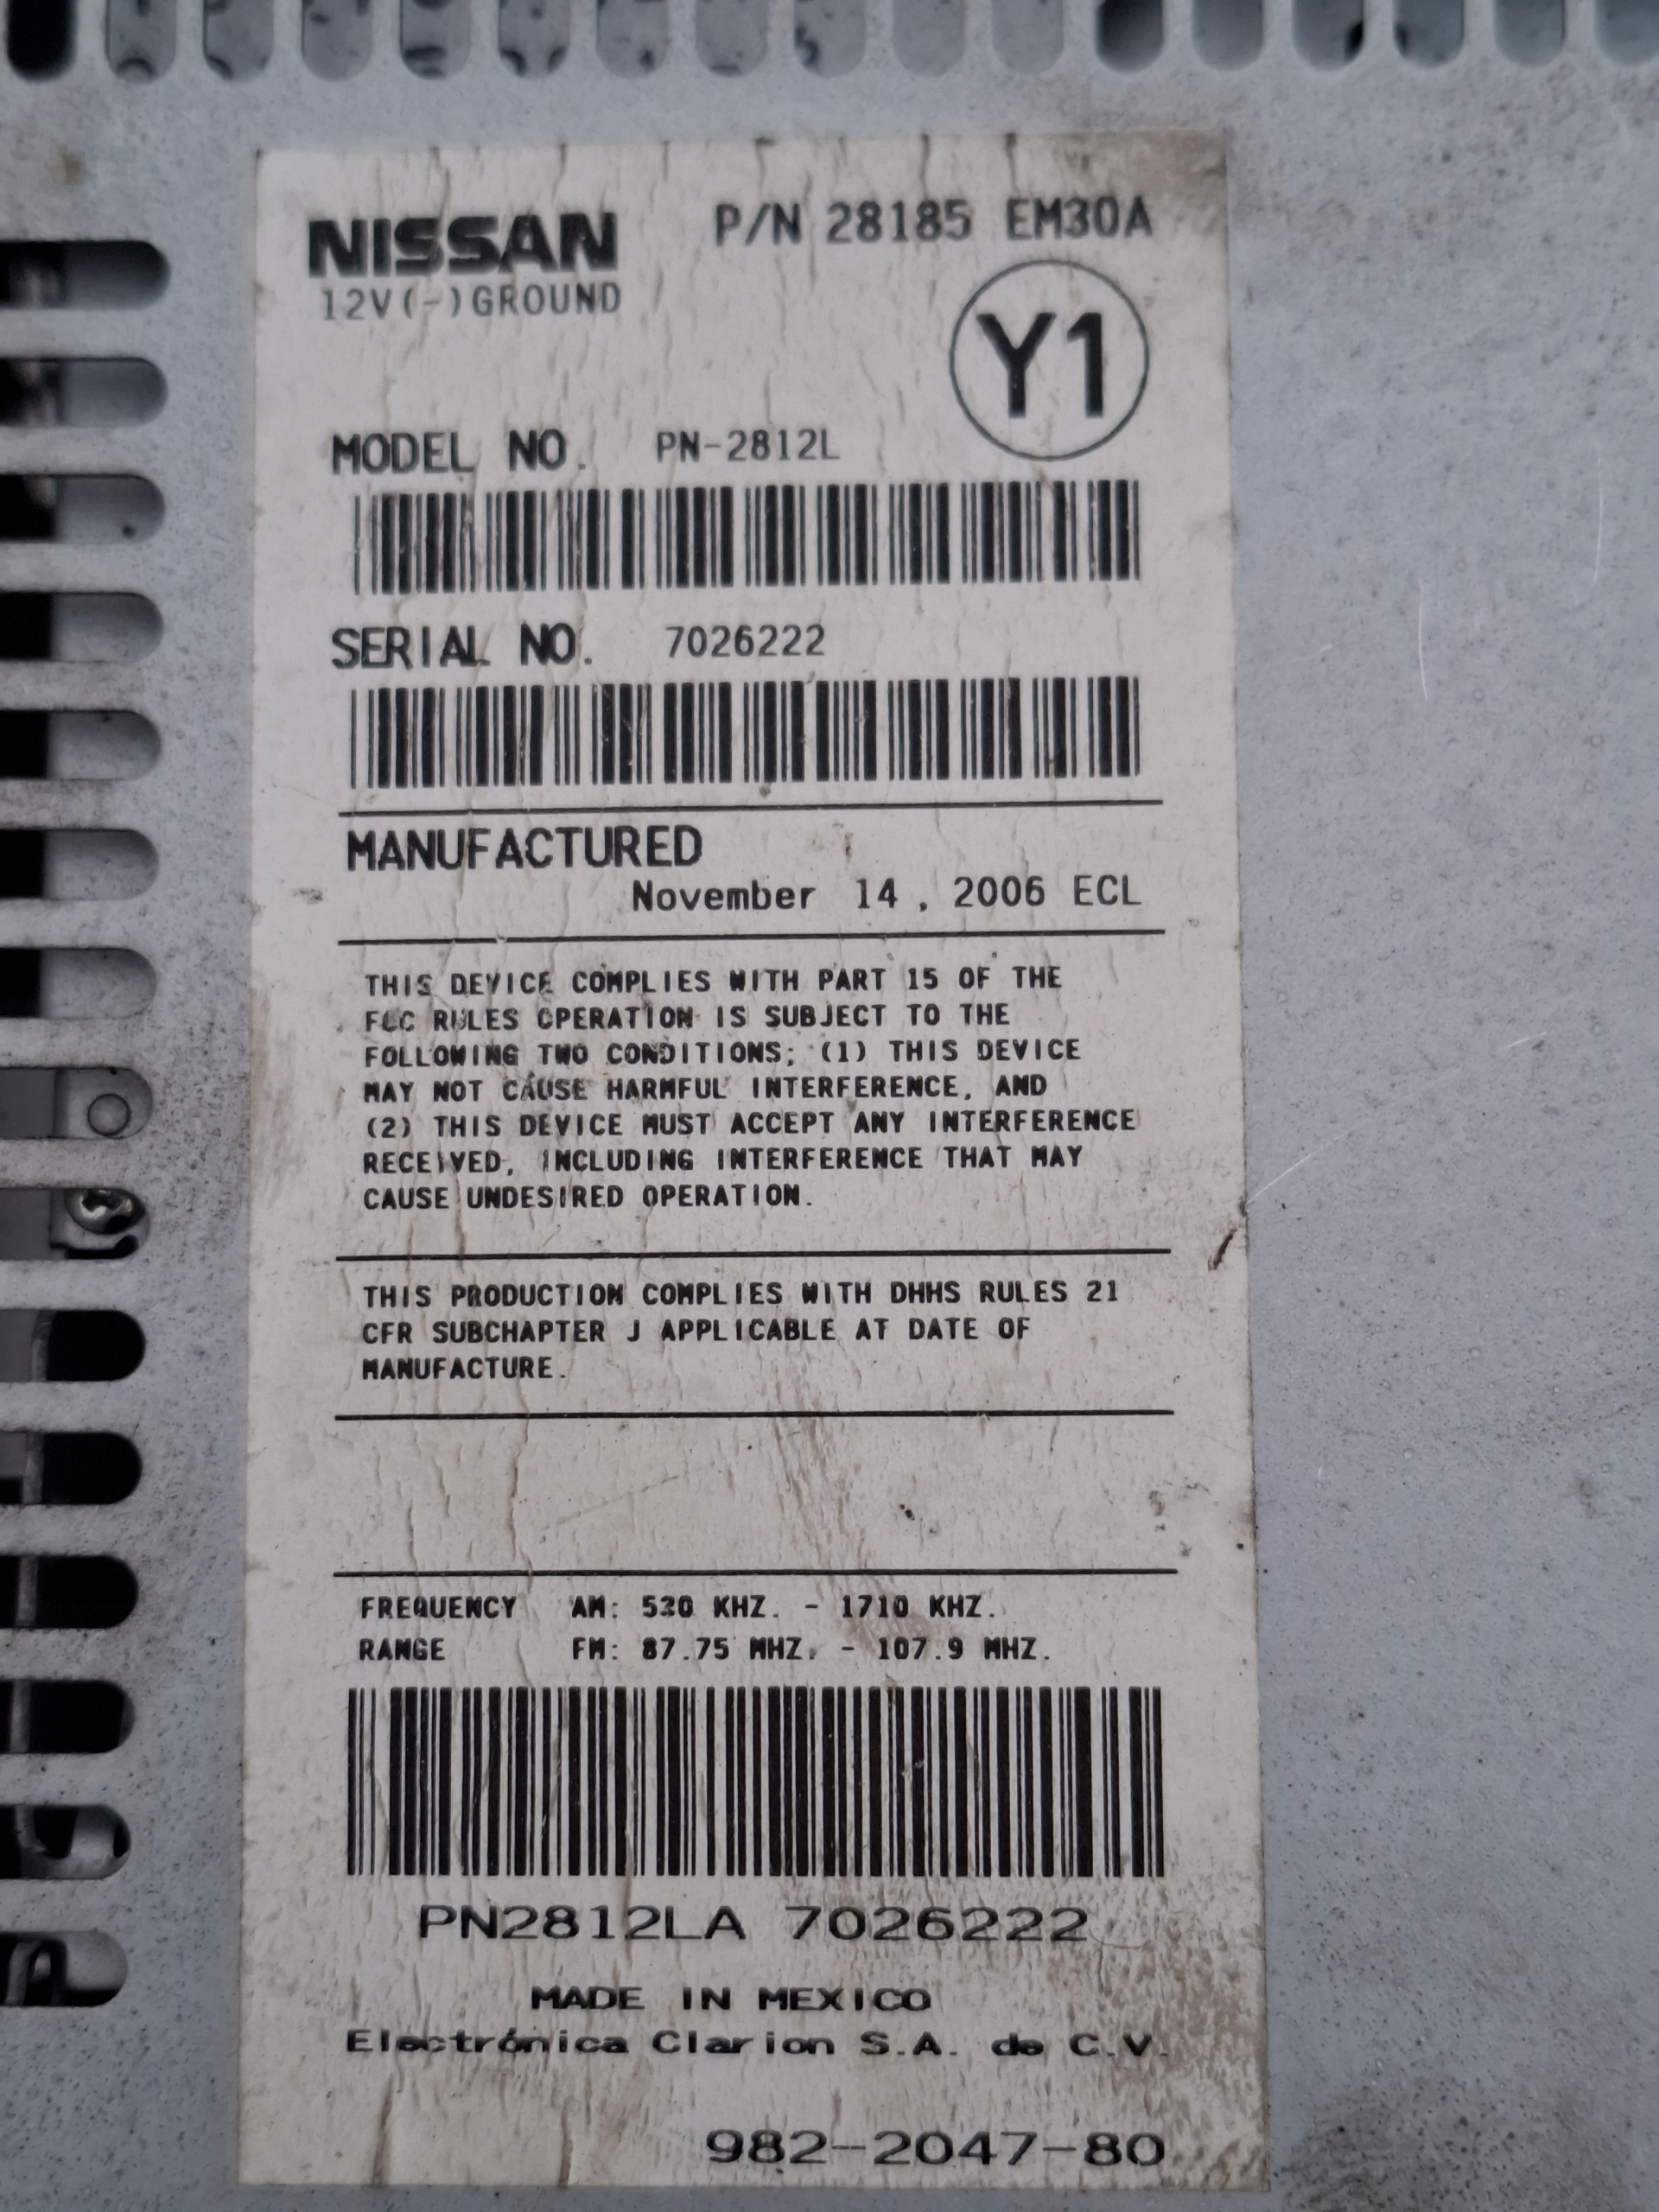 NISSAN P/N 28185 EM30A
12V(-)GROUND
Y1
MODEL NO. PN-2812L
SERIAL NO. 7026222
MANUFACTURED
November 14, 2006 ECL
THIS DEVICE COMPLIES WITH PART 15 OF THE
FCC RULES OPERATION IS SUBJECT TO THE
FOLLOWING TWO CONDITIONS; (1) THIS DEVICE
MAY NOT CAUSE HARMFUL INTERFERENCE, AND
(2) THIS DEVICE MUST ACCEPT ANY INTERFERENCE
RECEIVED, INCLUDING INTERFERENCE THAT MAY
CAUSE UNDESIRED OPERATION.
THIS PRODUCTION COMPLIES WITH DHHS RULES 21
CFR SUBCHAPTER J APPLICABLE AT DATE OF
MANUFACTURE.
FREQUENCY AM: 530 KHZ. - 1710 KHZ.
RANGE FM: 87.75 MHZ. - 107.9 MHZ.
PN2812LA 7026222
MADE IN MEXICO
Electrónica Clarion S.A. de C.V.
982-2047-80